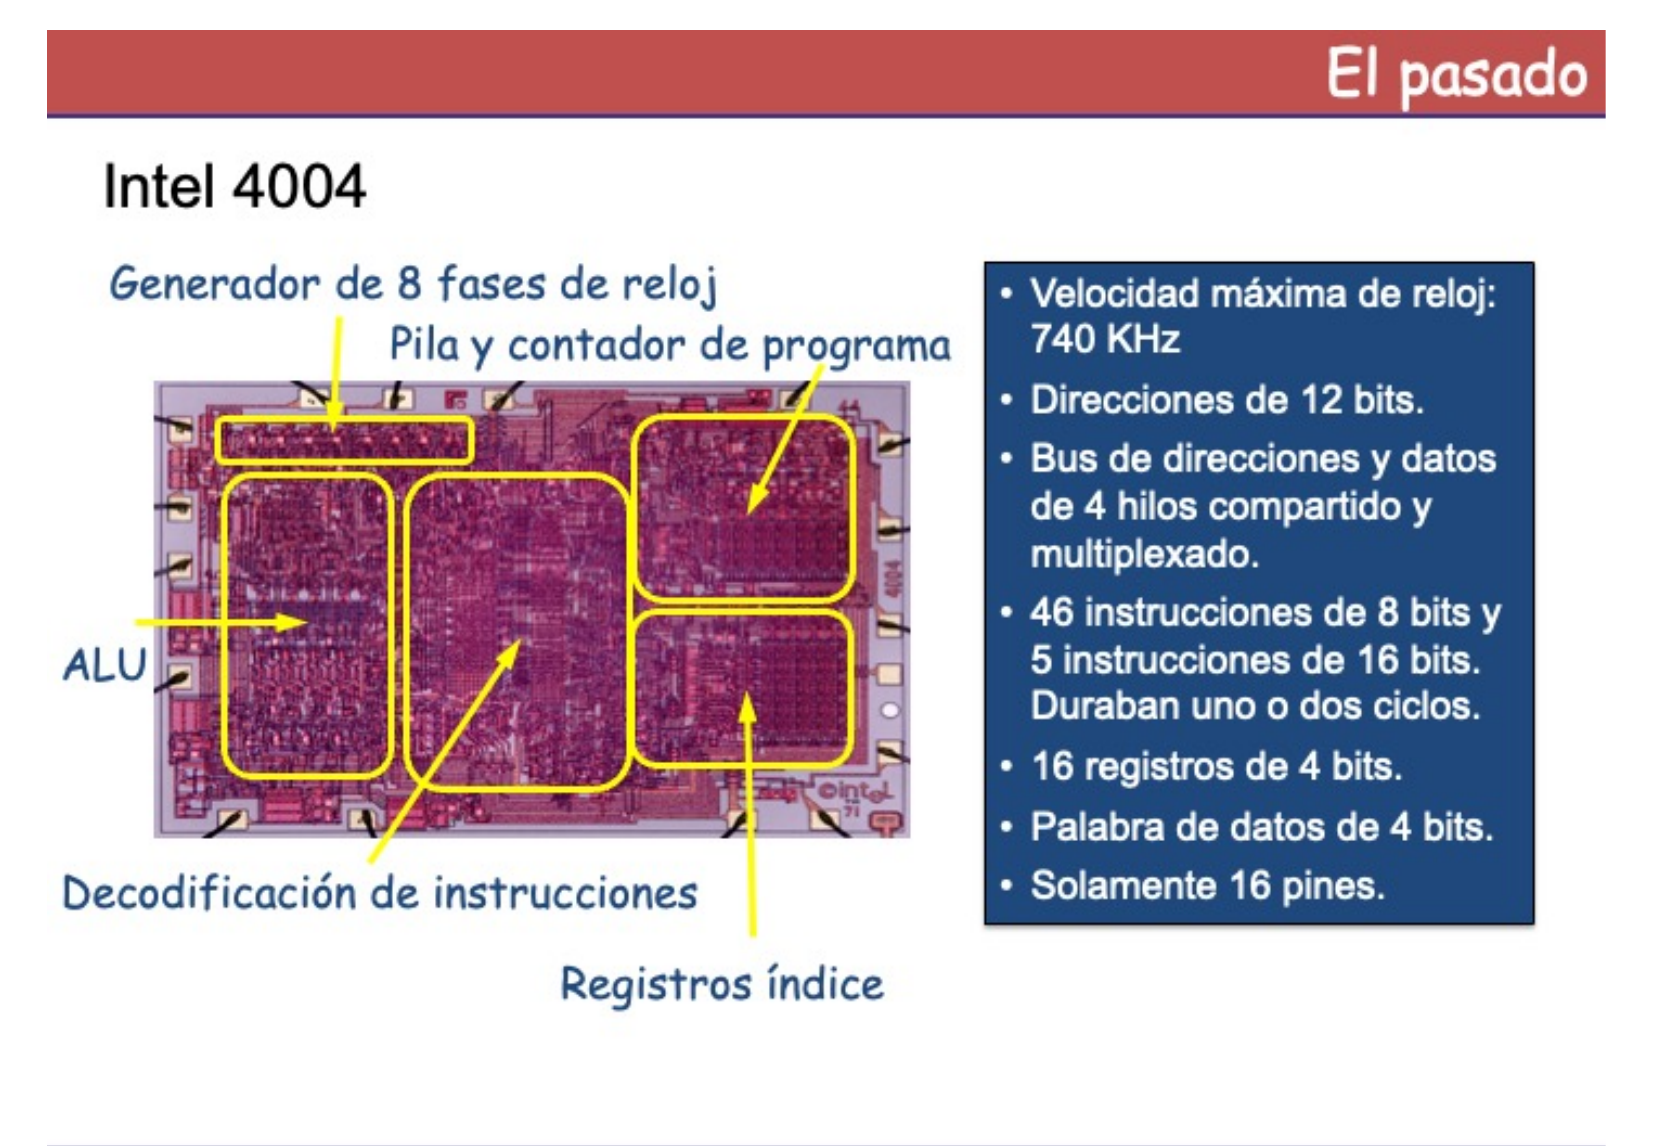 El pasado
Intel 4004
Generador de 8 fases de reloj
Pila y contador de programa
ALU
Decodificación de instrucciones
Registros índice
4004
©intel
71
• Velocidad máxima de reloj:
740 KHz
• Direcciones de 12 bits.
• Bus de direcciones y datos
de 4 hilos compartido y
multiplexado.
• 46 instrucciones de 8 bits y
5 instrucciones de 16 bits.
Duraban uno o dos ciclos.
• 16 registros de 4 bits.
• Palabra de datos de 4 bits.
• Solamente 16 pines.